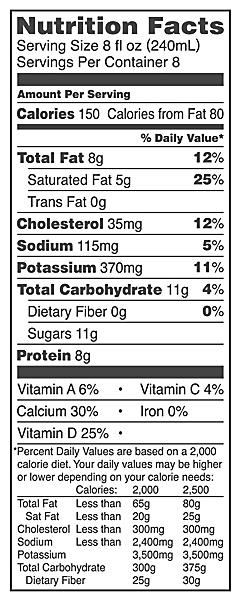 Nutrition Facts
Serving Size 8 fl oz (240mL)
Servings Per Container 8
Amount Per Serving
Calories 150 Calories from Fat 80
% Daily Value*
Total Fat 8g 12%
Saturated Fat 5g 25%
Trans Fat 0g
Cholesterol 35mg 12%
Sodium 115mg 5%
Potassium 370mg 11%
Total Carbohydrate 11g 4%
Dietary Fiber 0g 0%
Sugars 11g
Protein 8g
Vitamin A 6% • Vitamin C 4%
Calcium 30% • Iron 0%
Vitamin D 25% •
*Percent Daily Values are based on a 2,000
calorie diet. Your daily values may be higher
or lower depending on your calorie needs:
Calories: 2,000 2,500
Total Fat Less than 65g 80g
Sat Fat Less than 20g 25g
Cholesterol Less than 300mg 300mg
Sodium Less than 2,400mg 2,400mg
Potassium 3,500mg 3,500mg
Total Carbohydrate 300g 375g
Dietary Fiber 25g 30g